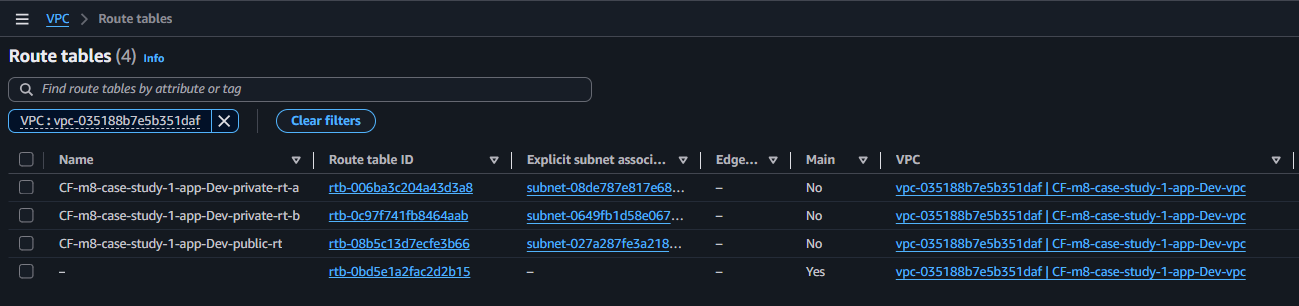 VPC > Route tables
Route tables (4) Info
Find route tables by attribute or tag
VPC : vpc-035188b7e5b351daf Clear filters
Name Route table ID Explicit subnet associ... Edge... Main VPC
CF-m8-case-study-1-app-Dev-private-rt-a rtb-006ba3c204a43d3a8 subnet-08de787e817e68... – No vpc-035188b7e5b351daf | CF-m8-case-study-1-app-Dev-vpc
CF-m8-case-study-1-app-Dev-private-rt-b rtb-0c97f741fb8464aab subnet-0649fb1d58e067... – No vpc-035188b7e5b351daf | CF-m8-case-study-1-app-Dev-vpc
CF-m8-case-study-1-app-Dev-public-rt rtb-08b5c13d7ecfe3b66 subnet-027a287fe3a218... – No vpc-035188b7e5b351daf | CF-m8-case-study-1-app-Dev-vpc
– rtb-0bd5e1a2fac2d2b15 – – Yes vpc-035188b7e5b351daf | CF-m8-case-study-1-app-Dev-vpc